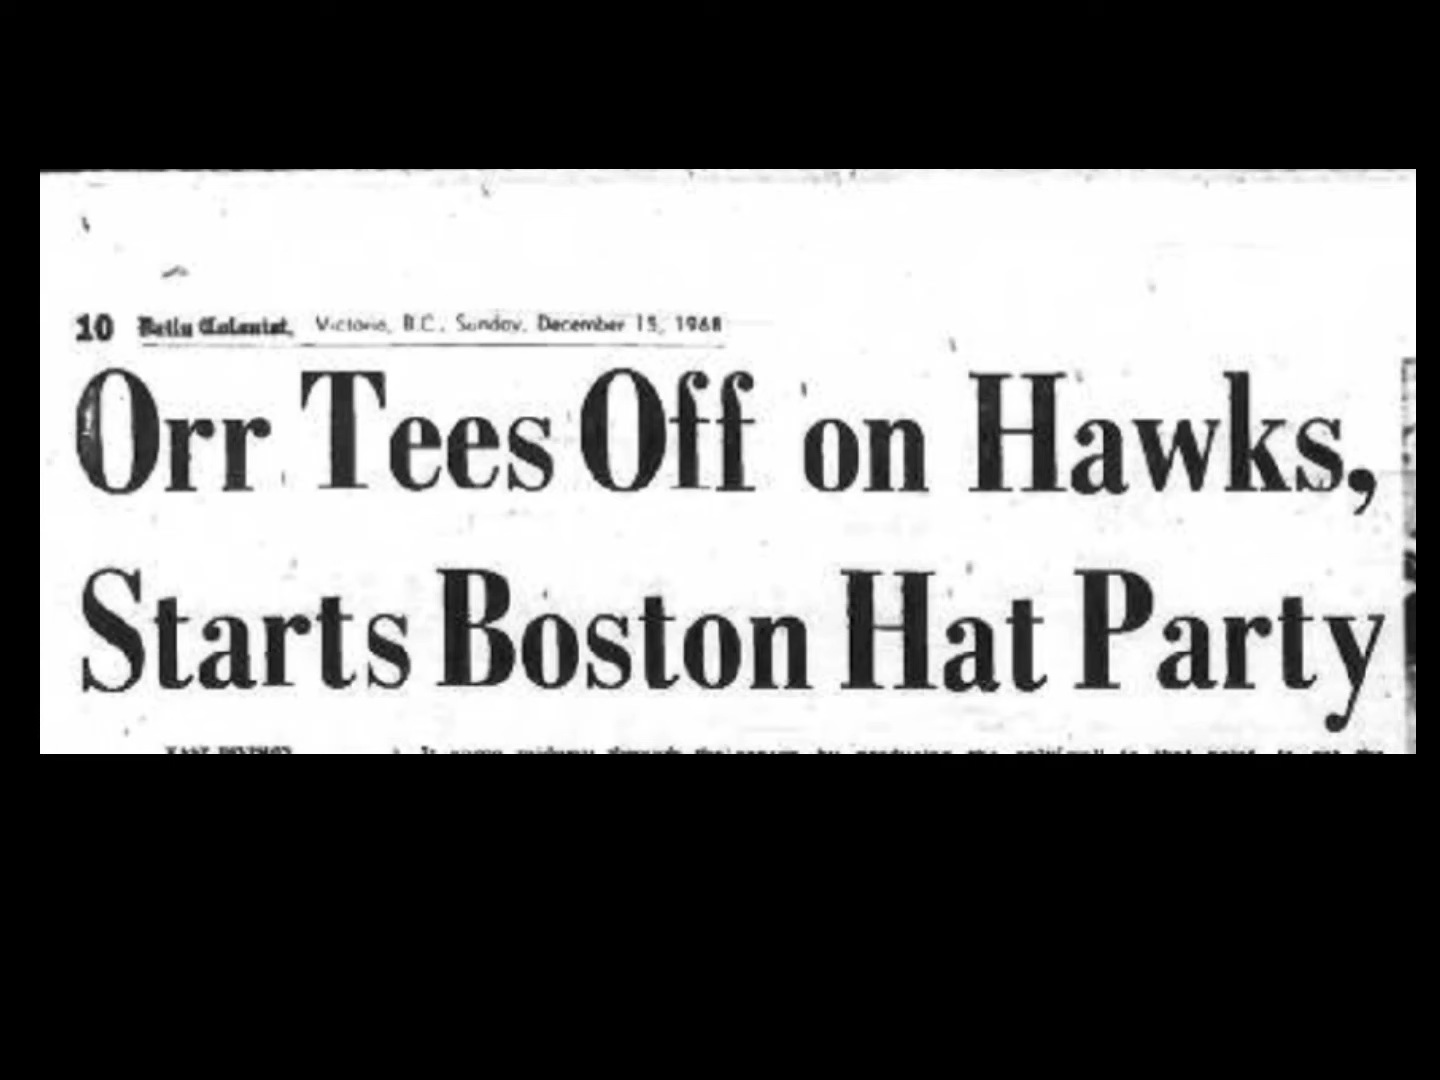 10 Daily Colonist, Victoria, B.C., Sunday, December 15, 1968
Orr Tees Off on Hawks,
Starts Boston Hat Party